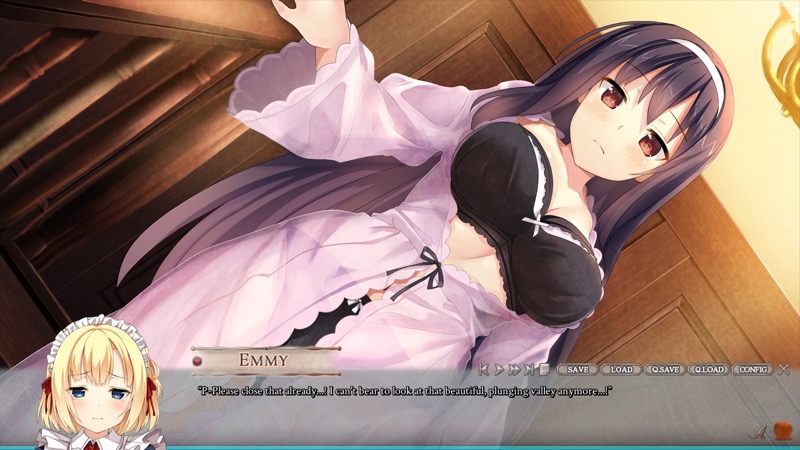 EMMY
SAVE LOAD Q.SAVE Q.LOAD CONFIG
"P-Please close that already...! I can't bear to look at that beautiful, plunging valley anymore...!"
A